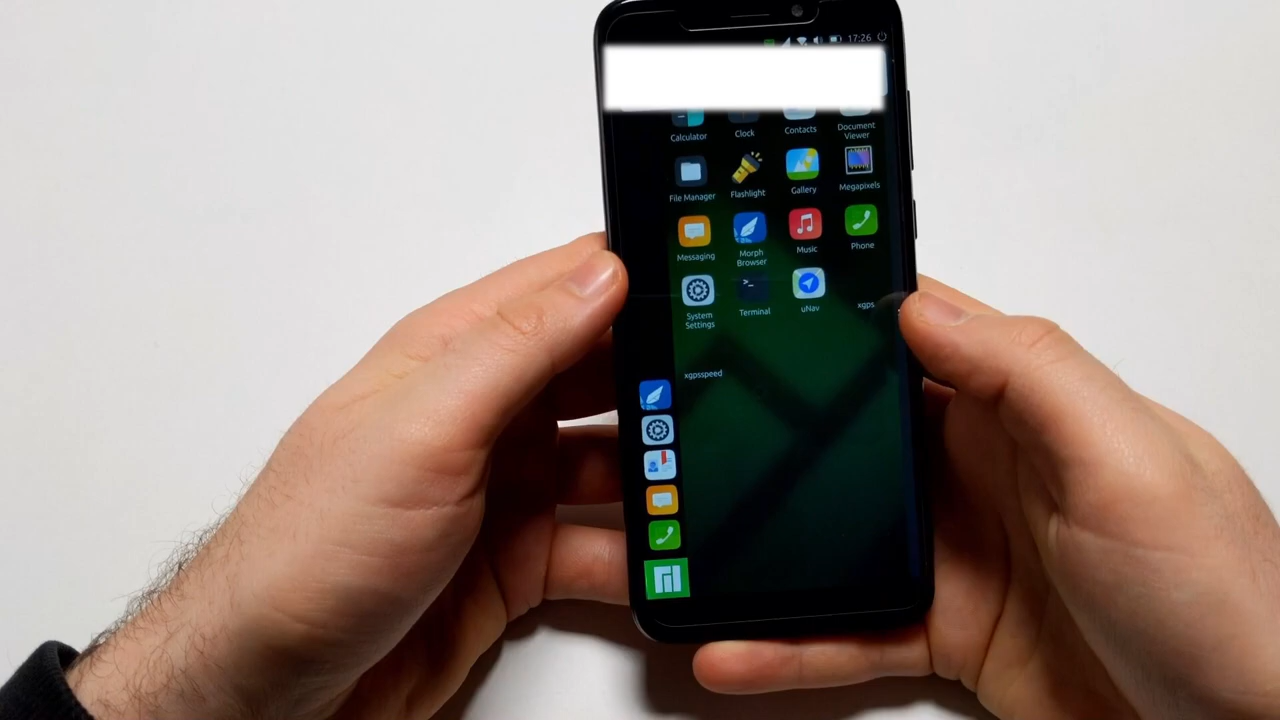 17:26
Calculator
Clock
Contacts
Document
Viewer
File Manager
Flashlight
Gallery
Megapixels
Messaging
Morph
Browser
Music
Phone
System
Settings
>_
Terminal
uNav
xgps
xgpsspeed